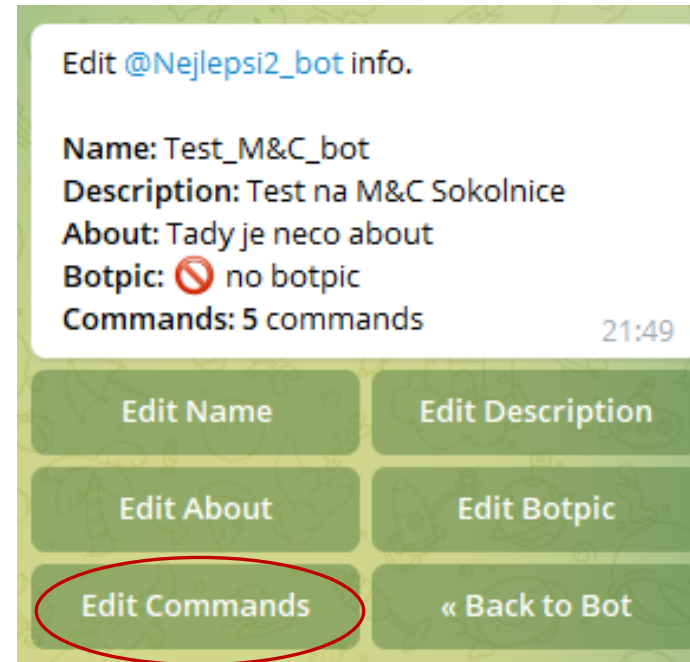 Edit @Nejlepsi2_bot info.
Name: Test_M&C_bot
Description: Test na M&C Sokolnice
About: Tady je neco about
Botpic: 🚫 no botpic
Commands: 5 commands
21:49
Edit Name
Edit Description
Edit About
Edit Botpic
Edit Commands
« Back to Bot